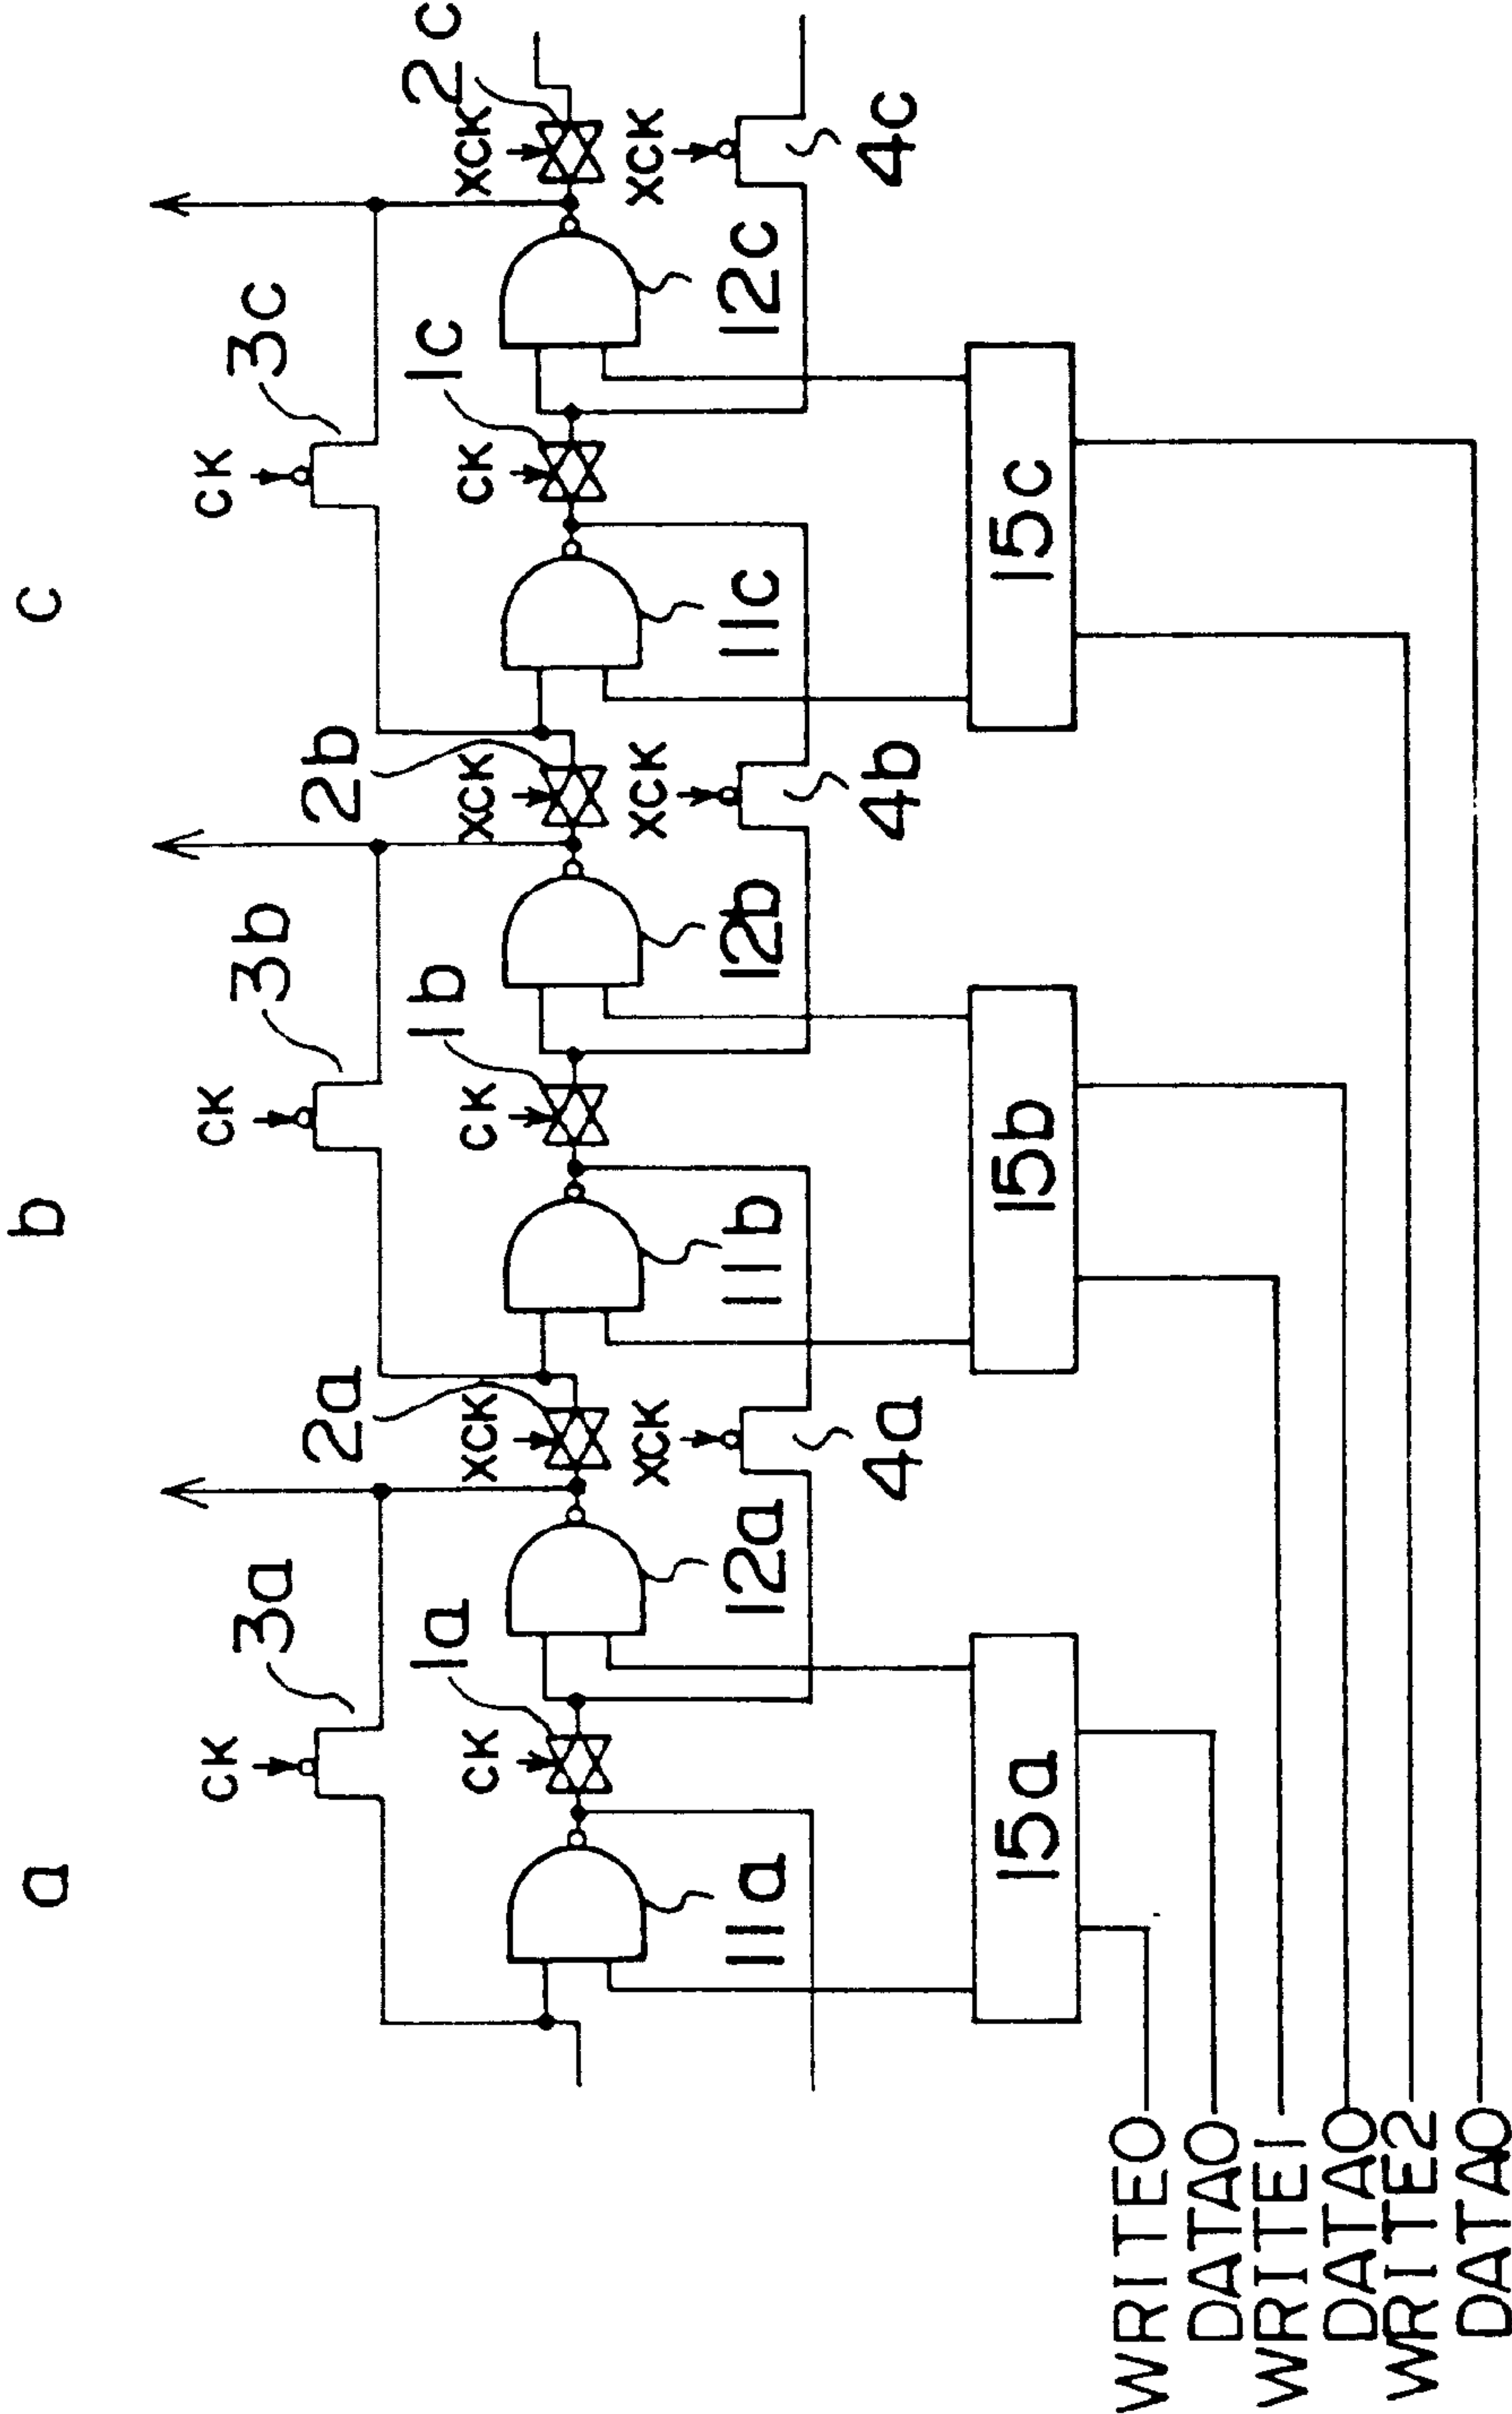 a b c
3a 3b 3c
CK CK CK
2a 2b 2c
1a 1b 1c
CK XCK CK XCK CK XCK
XCK XCK XCK
11a 12a 11b 12b 11c 12c
4a 4b 4c
15a 15b 15c
WRITE0
DATA0
WRITE1
DATA0
WRITE2
DATA0